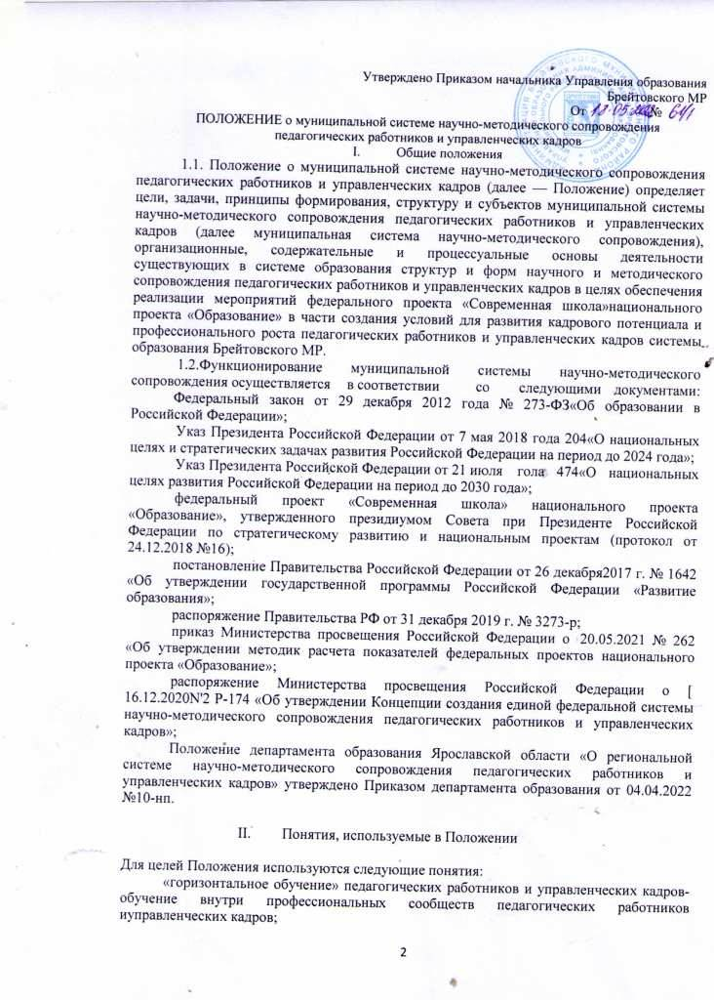 Утверждено Приказом начальника Управления образования
Брейтовского МР
От 18.05.2022 № 61/1
ПОЛОЖЕНИЕ о муниципальной системе научно-методического сопровождения
педагогических работников и управленческих кадров
I. Общие положения
1.1. Положение о муниципальной системе научно-методического сопровождения
педагогических работников и управленческих кадров (далее — Положение) определяет
цели, задачи, принципы формирования, структуру и субъектов муниципальной системы
научно-методического сопровождения педагогических работников и управленческих
кадров (далее муниципальная система научно-методического сопровождения),
организационные, содержательные и процессуальные основы деятельности
существующих в системе образования структур и форм научного и методического
сопровождения педагогических работников и управленческих кадров в целях обеспечения
реализации мероприятий федерального проекта «Современная школа»национального
проекта «Образование» в части создания условий для развития кадрового потенциала и
профессионального роста педагогических работников и управленческих кадров системы
образования Брейтовского МР.
1.2.Функционирование муниципальной системы научно-методического
сопровождения осуществляется в соответствии со следующими документами:
Федеральный закон от 29 декабря 2012 года № 273-ФЗ«Об образовании в
Российской Федерации»;
Указ Президента Российской Федерации от 7 мая 2018 года 204«О национальных
целях и стратегических задачах развития Российской Федерации на период до 2024 года»;
Указ Президента Российской Федерации от 21 июля гола 474«О национальных
целях развития Российской Федерации на период до 2030 года»;
федеральный проект «Современная школа» национального проекта
«Образование», утвержденного президиумом Совета при Президенте Российской
Федерации по стратегическому развитию и национальным проектам (протокол от
24.12.2018 №16);
постановление Правительства Российской Федерации от 26 декабря2017 г. № 1642
«Об утверждении государственной программы Российской Федерации «Развитие
образования»;
распоряжение Правительства РФ от 31 декабря 2019 г. № 3273-р;
приказ Министерства просвещения Российской Федерации о 20.05.2021 № 262
«Об утверждении методик расчета показателей федеральных проектов национального
проекта «Образование»;
распоряжение Министерства просвещения Российской Федерации о [
16.12.2020N'2 Р-174 «Об утверждении Концепции создания единой федеральной системы
научно-методического сопровождения педагогических работников и управленческих
кадров»;
Положение департамента образования Ярославской области «О региональной
системе научно-методического сопровождения педагогических работников и
управленческих кадров» утверждено Приказом департамента образования от 04.04.2022
№10-нп.
II. Понятия, используемые в Положении
Для целей Положения используются следующие понятия:
«горизонтальное обучение» педагогических работников и управленческих кадров-
обучение внутри профессиональных сообществ педагогических работников
иуправленческих кадров;
2